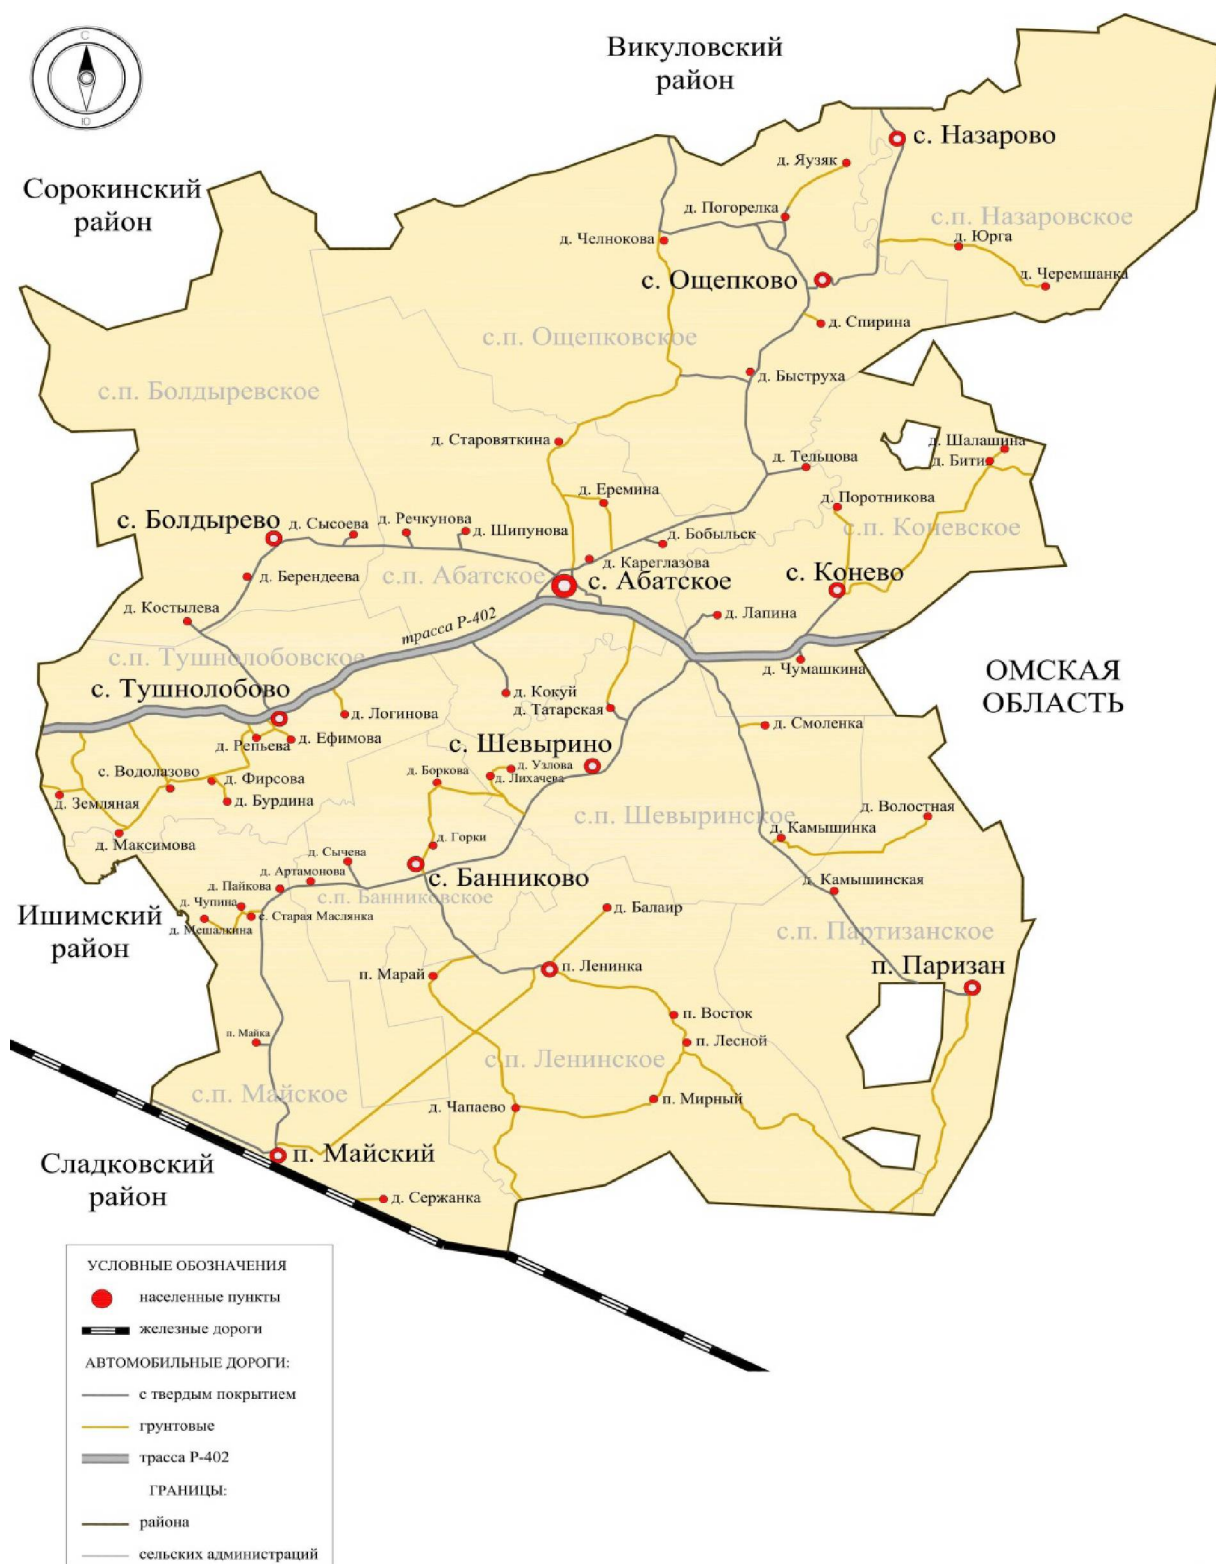 С
Ю
Викуловский
район
Сорокинский
район
с. Назарово
д. Яузяк
д. Погорелка
с.п. Назаровское
д. Юрга
д. Челнокова
с. Ощепково
д. Черемшанка
д. Спирина
с.п. Ощепковское
д. Быструха
с.п. Болдыревское
д. Старовяткина
д. Шалашина
д. Бити
д. Тельцова
д. Еремина
д. Поротникова
с.п. Коневское
с. Болдырево
д. Сысоева
д. Речкунова
д. Шипунова
д. Бобыльск
д. Кареглазова
с.п. Абатское
с. Абатское
с. Конево
д. Берендеева
д. Костылева
трасса Р-402
д. Лапина
с.п. Тушнолобовское
д. Чумашкина
ОМСКАЯ
ОБЛАСТЬ
с. Тушнолобово
д. Кокуй
д. Татарская
д. Логинова
д. Смоленка
д. Репьева
д. Ефимова
с. Шевырино
с. Водолазово
д. Фирсова
д. Боркова
д. Узлова
д. Лихачева
д. Земляная
д. Бурдина
с.п. Шевыринское
д. Волостная
д. Камышинка
д. Максимова
д. Горки
д. Сычева
д. Артамонова
с. Банниково
д. Пайкова
с.п. Банниковское
д. Камышинская
д. Чупина
с. Старая Маслянка
д. Мешалкина
Ишимский
район
д. Балаир
с.п. Партизанское
п. Марай
п. Ленинка
п. Паризан
п. Восток
п. Майка
п. Лесной
с.п. Ленинское
с.п. Майское
д. Чапаево
п. Мирный
п. Майский
Сладковский
район
д. Сержанка
УСЛОВНЫЕ ОБОЗНАЧЕНИЯ
населенные пункты
железные дороги
АВТОМОБИЛЬНЫЕ ДОРОГИ:
с твердым покрытием
грунтовые
трасса Р-402
ГРАНИЦЫ:
района
сельских администраций